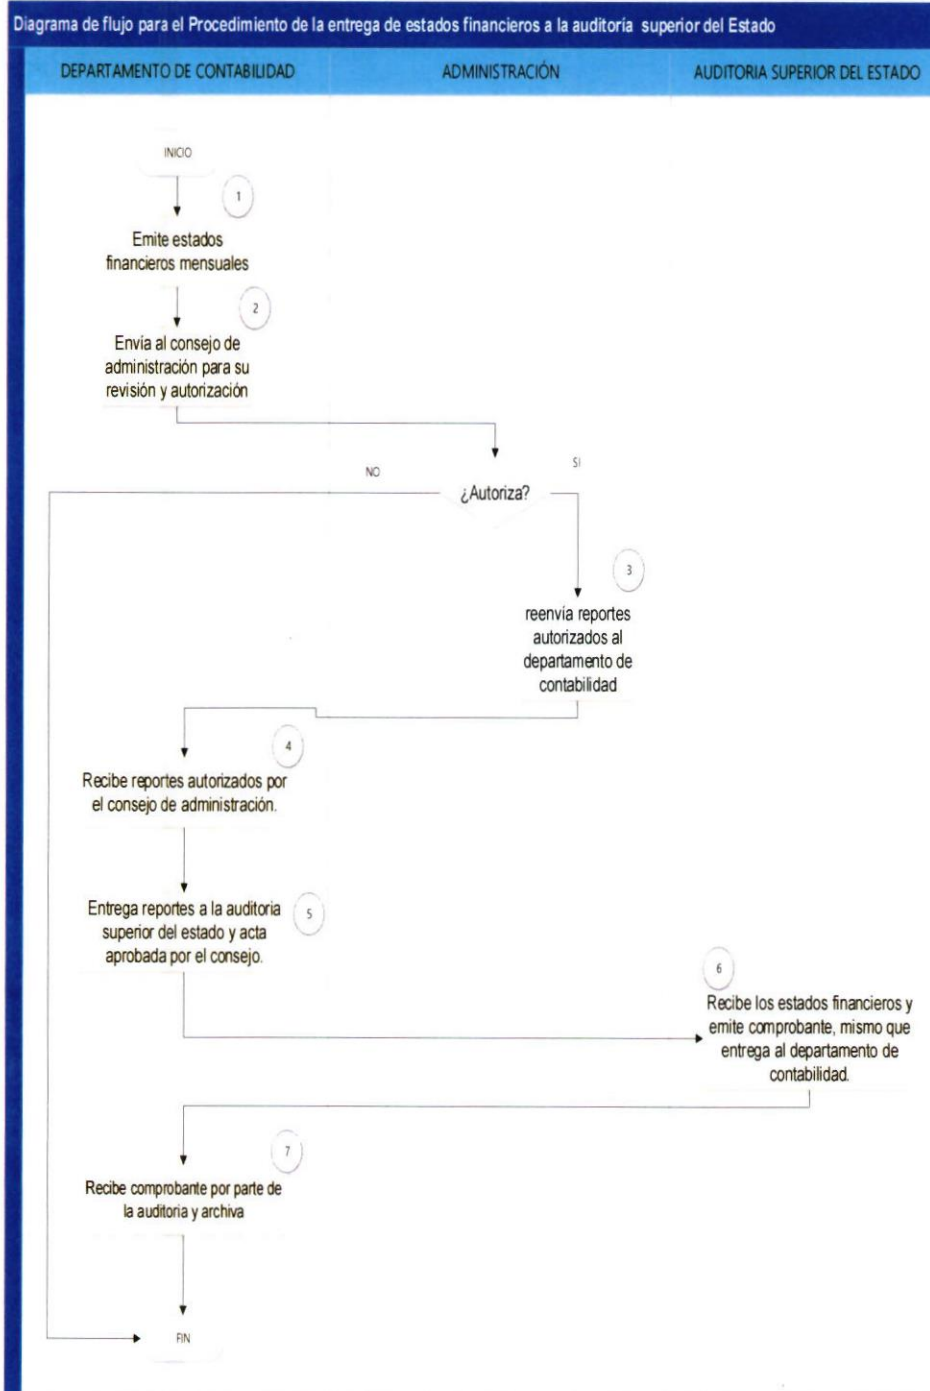 Diagrama de flujo para el Procedimiento de la entrega de estados financieros a la auditoria superior del Estado
DEPARTAMENTO DE CONTABILIDAD
ADMINISTRACIÓN
AUDITORIA SUPERIOR DEL ESTADO
INICIO
1
Emite estados
financieros mensuales
2
Envía al consejo de
administración para su
revisión y autorización
NO
SI
¿Autoriza?
3
reenvía reportes
autorizados al
departamento de
contabilidad
4
Recibe reportes autorizados por
el consejo de administración.
Entrega reportes a la auditoria
superior del estado y acta
aprobada por el consejo.
5
6
Recibe los estados financieros y
emite comprobante, mismo que
entrega al departamento de
contabilidad.
7
Recibe comprobante por parte de
la auditoria y archiva
FIN